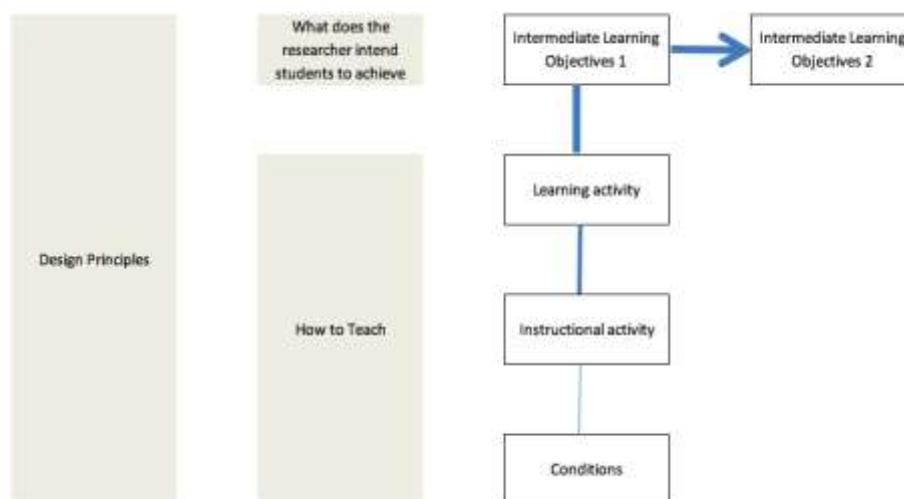 What does the
researcher intend
students to achieve
Intermediate Learning
Objectives 1
Intermediate Learning
Objectives 2
Learning activity
Design Principles
How to Teach
Instructional activity
Conditions